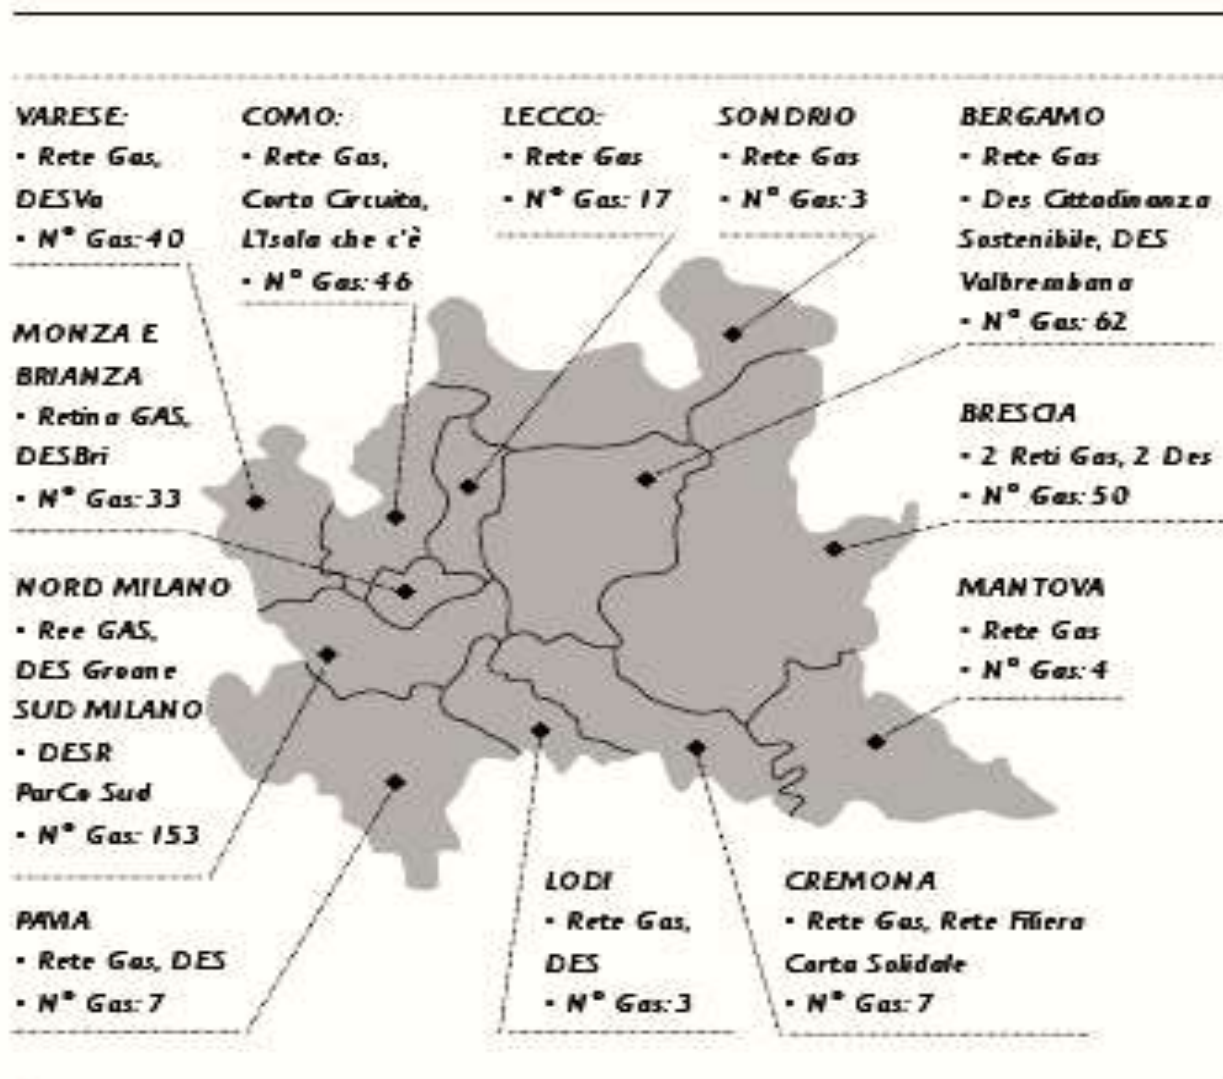 VARESE:
• Rete Gas,
DESVa
• N° Gas: 40
COMO:
• Rete Gas,
Corto Circuito,
L'Isola che c'è
• N° Gas: 46
LECCO:
• Rete Gas
• N° Gas: 17
SONDRIO
• Rete Gas
• N° Gas: 3
BERGAMO
• Rete Gas
• Des Cittadinanza
Sostenibile, DES
Valbrembana
• N° Gas: 62
MONZA E
BRIANZA
• Retina GAS,
DESBri
• N° Gas: 33
BRESCIA
• 2 Reti Gas, 2 Des
• N° Gas: 50
NORD MILANO
• Ree GAS,
DES Groane
SUD MILANO
• DESR
ParCo Sud
• N° Gas: 153
MANTOVA
• Rete Gas
• N° Gas: 4
PAVIA
• Rete Gas, DES
• N° Gas: 7
LODI
• Rete Gas,
DES
• N° Gas: 3
CREMONA
• Rete Gas, Rete Filiera
Corta Solidale
• N° Gas: 7